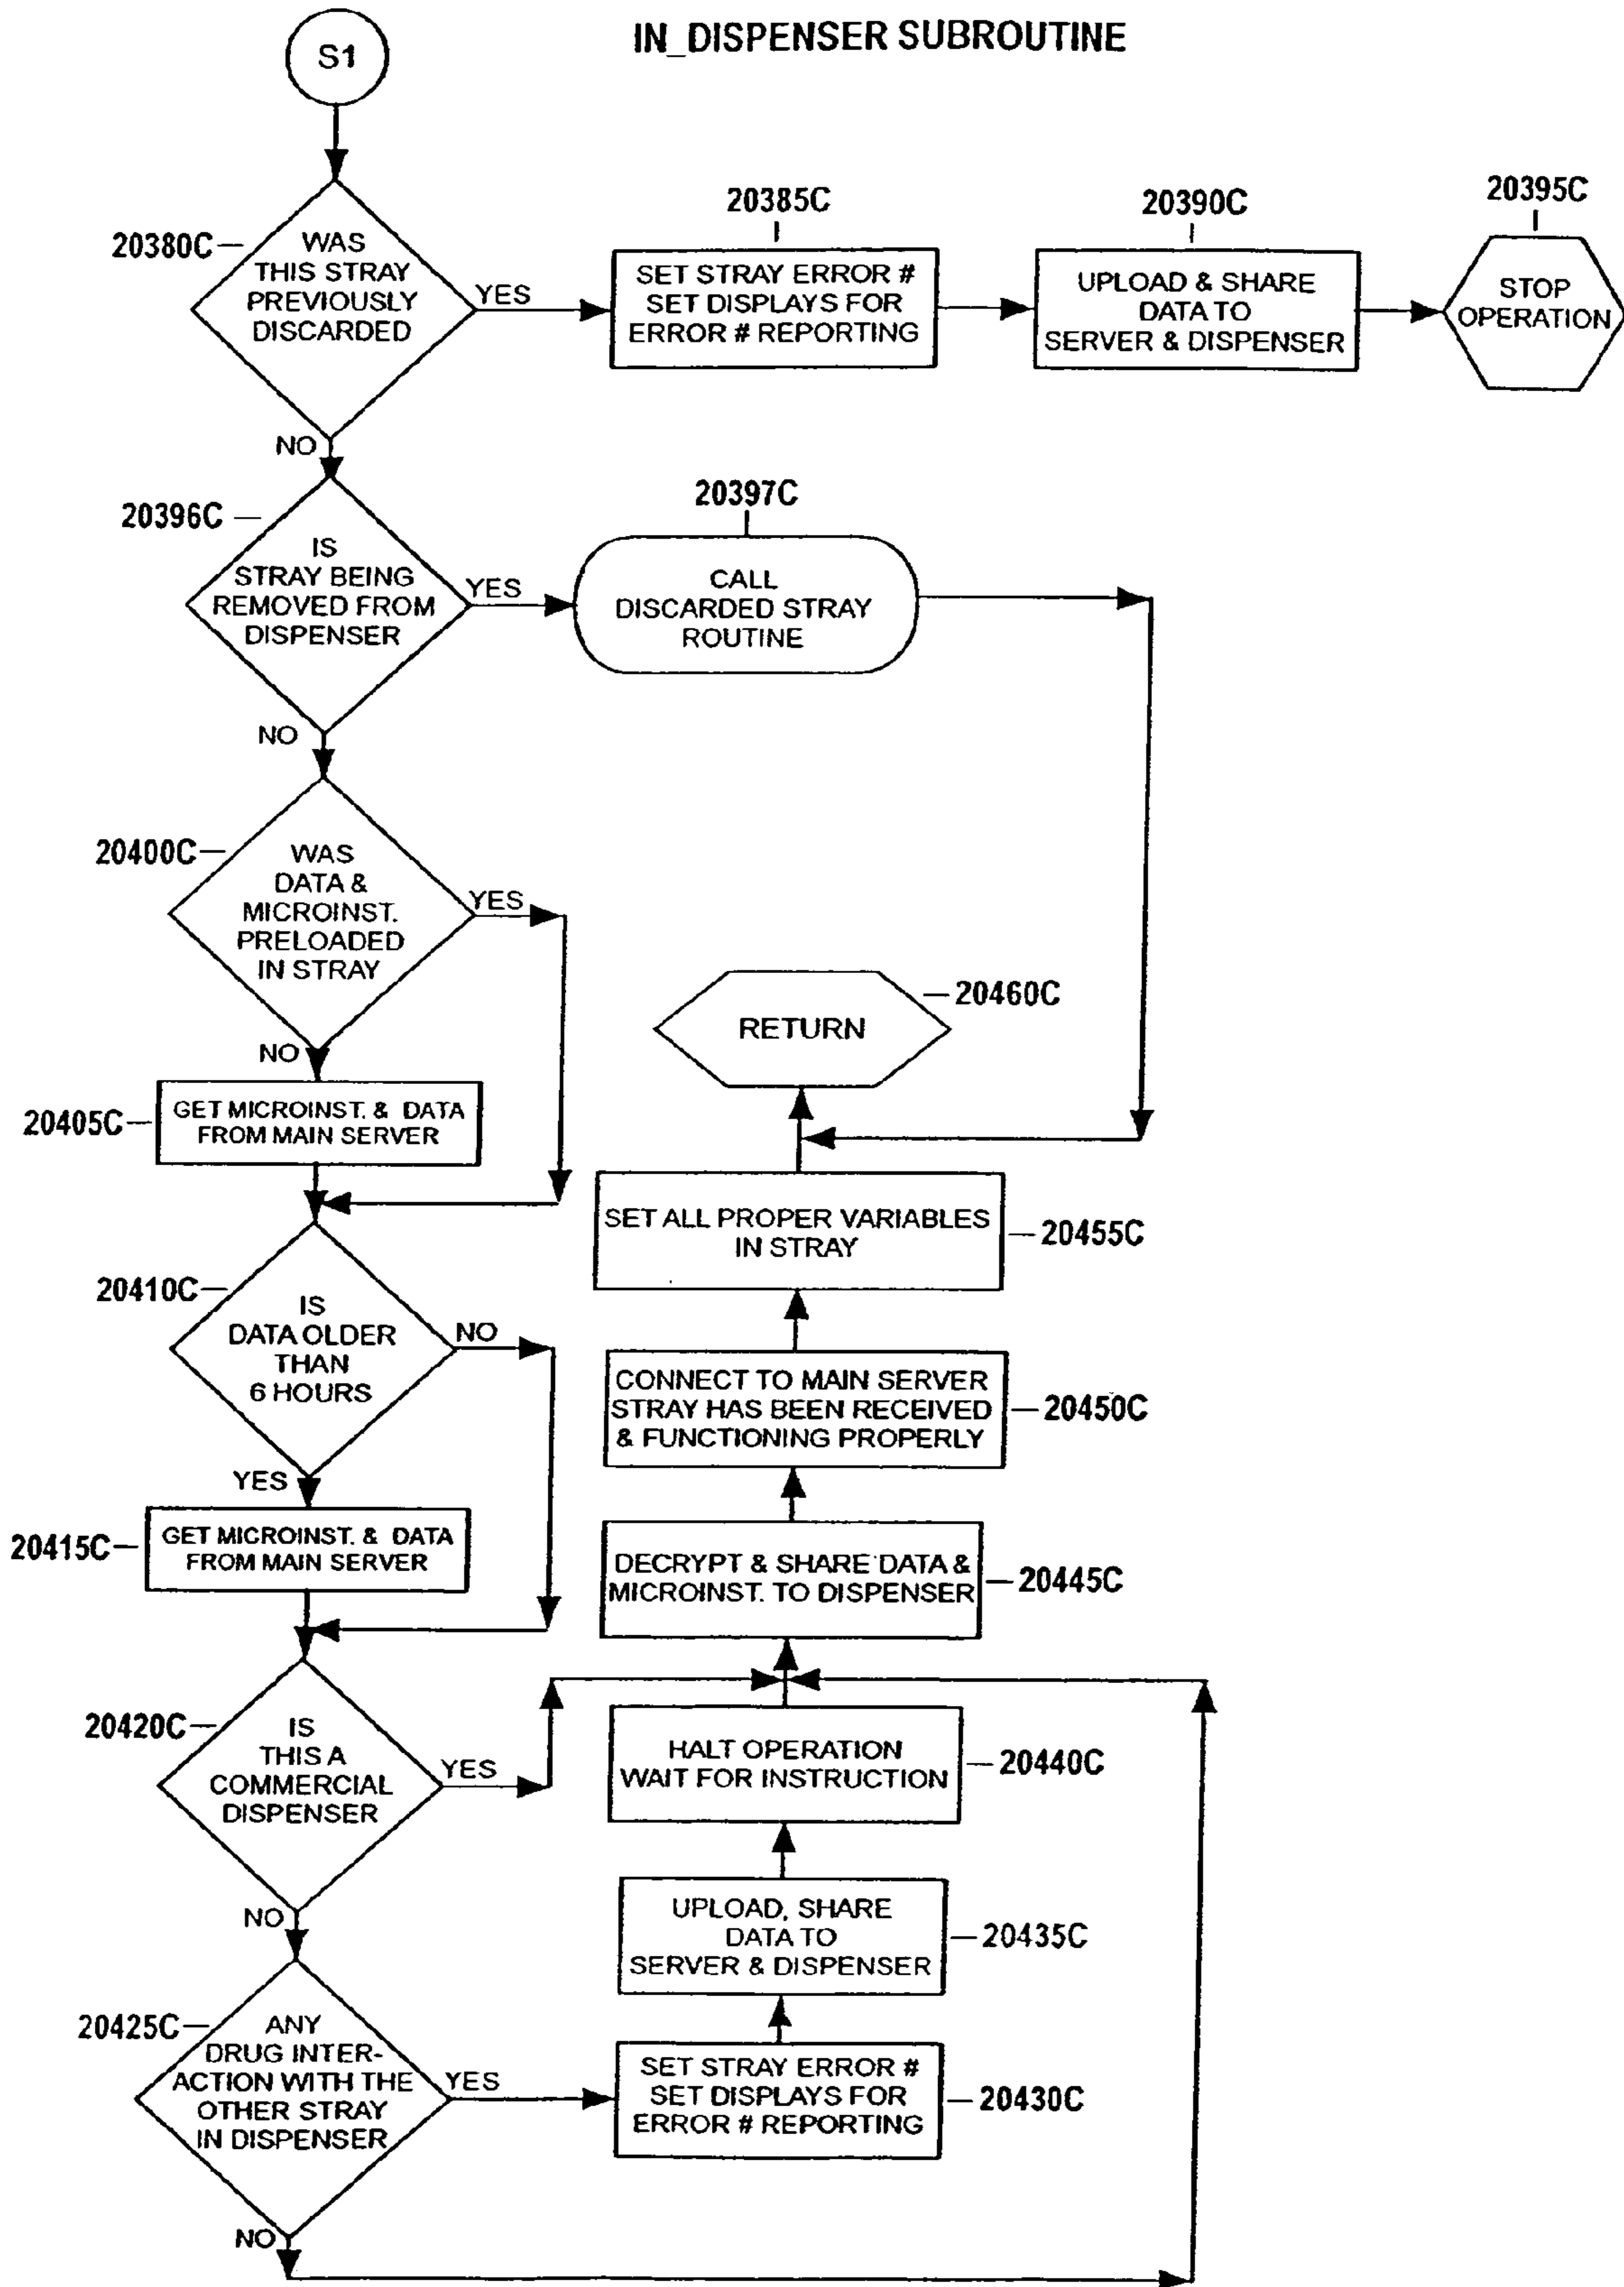 IN_DISPENSER SUBROUTINE
S1
20380C
WAS
THIS STRAY
PREVIOUSLY
DISCARDED
YES
NO
20385C
SET STRAY ERROR #
SET DISPLAYS FOR
ERROR # REPORTING
20390C
UPLOAD & SHARE
DATA TO
SERVER & DISPENSER
20395C
STOP
OPERATION
20396C
IS
STRAY BEING
REMOVED FROM
DISPENSER
YES
NO
20397C
CALL
DISCARDED STRAY
ROUTINE
20400C
WAS
DATA &
MICROINST.
PRELOADED
IN STRAY
YES
NO
20405C
GET MICROINST. & DATA
FROM MAIN SERVER
20410C
IS
DATA OLDER
THAN
6 HOURS
NO
YES
20415C
GET MICROINST. & DATA
FROM MAIN SERVER
20420C
IS
THIS A
COMMERCIAL
DISPENSER
YES
NO
20425C
ANY
DRUG INTER-
ACTION WITH THE
OTHER STRAY
IN DISPENSER
YES
NO
20460C
RETURN
SET ALL PROPER VARIABLES
IN STRAY
20455C
CONNECT TO MAIN SERVER
STRAY HAS BEEN RECEIVED
& FUNCTIONING PROPERLY
20450C
DECRYPT & SHARE DATA &
MICROINST. TO DISPENSER
20445C
HALT OPERATION
WAIT FOR INSTRUCTION
20440C
UPLOAD, SHARE
DATA TO
SERVER & DISPENSER
20435C
SET STRAY ERROR #
SET DISPLAYS FOR
ERROR # REPORTING
20430C